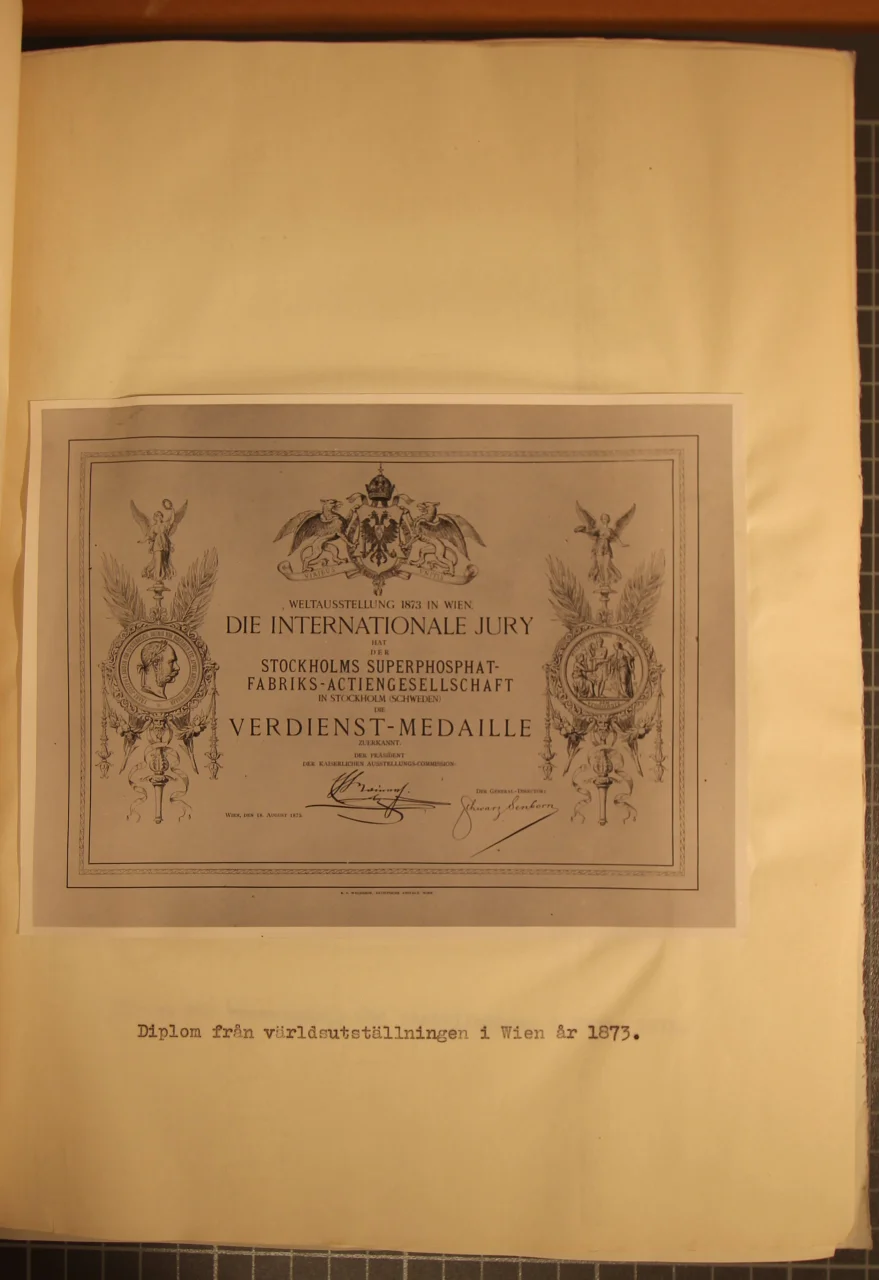 WELTAUSSTELLUNG 1873 IN WIEN.
DIE INTERNATIONALE JURY
HAT
DER
STOCKHOLMS SUPERPHOSPHAT-
FABRIKS-ACTIENGESELLSCHAFT
IN STOCKHOLM (SCHWEDEN)
DIE
VERDIENST-MEDAILLE
ZUERKANNT.
DER PRÄSIDENT
DER KAISERLICHEN AUSSTELLUNGS-COMMISSION:
DER GENERAL-DIRECTOR:
Schwarz Senborn
WIEN, DEN 18. AUGUST 1873.
Diplom från världsutställningen i Wien år 1873.